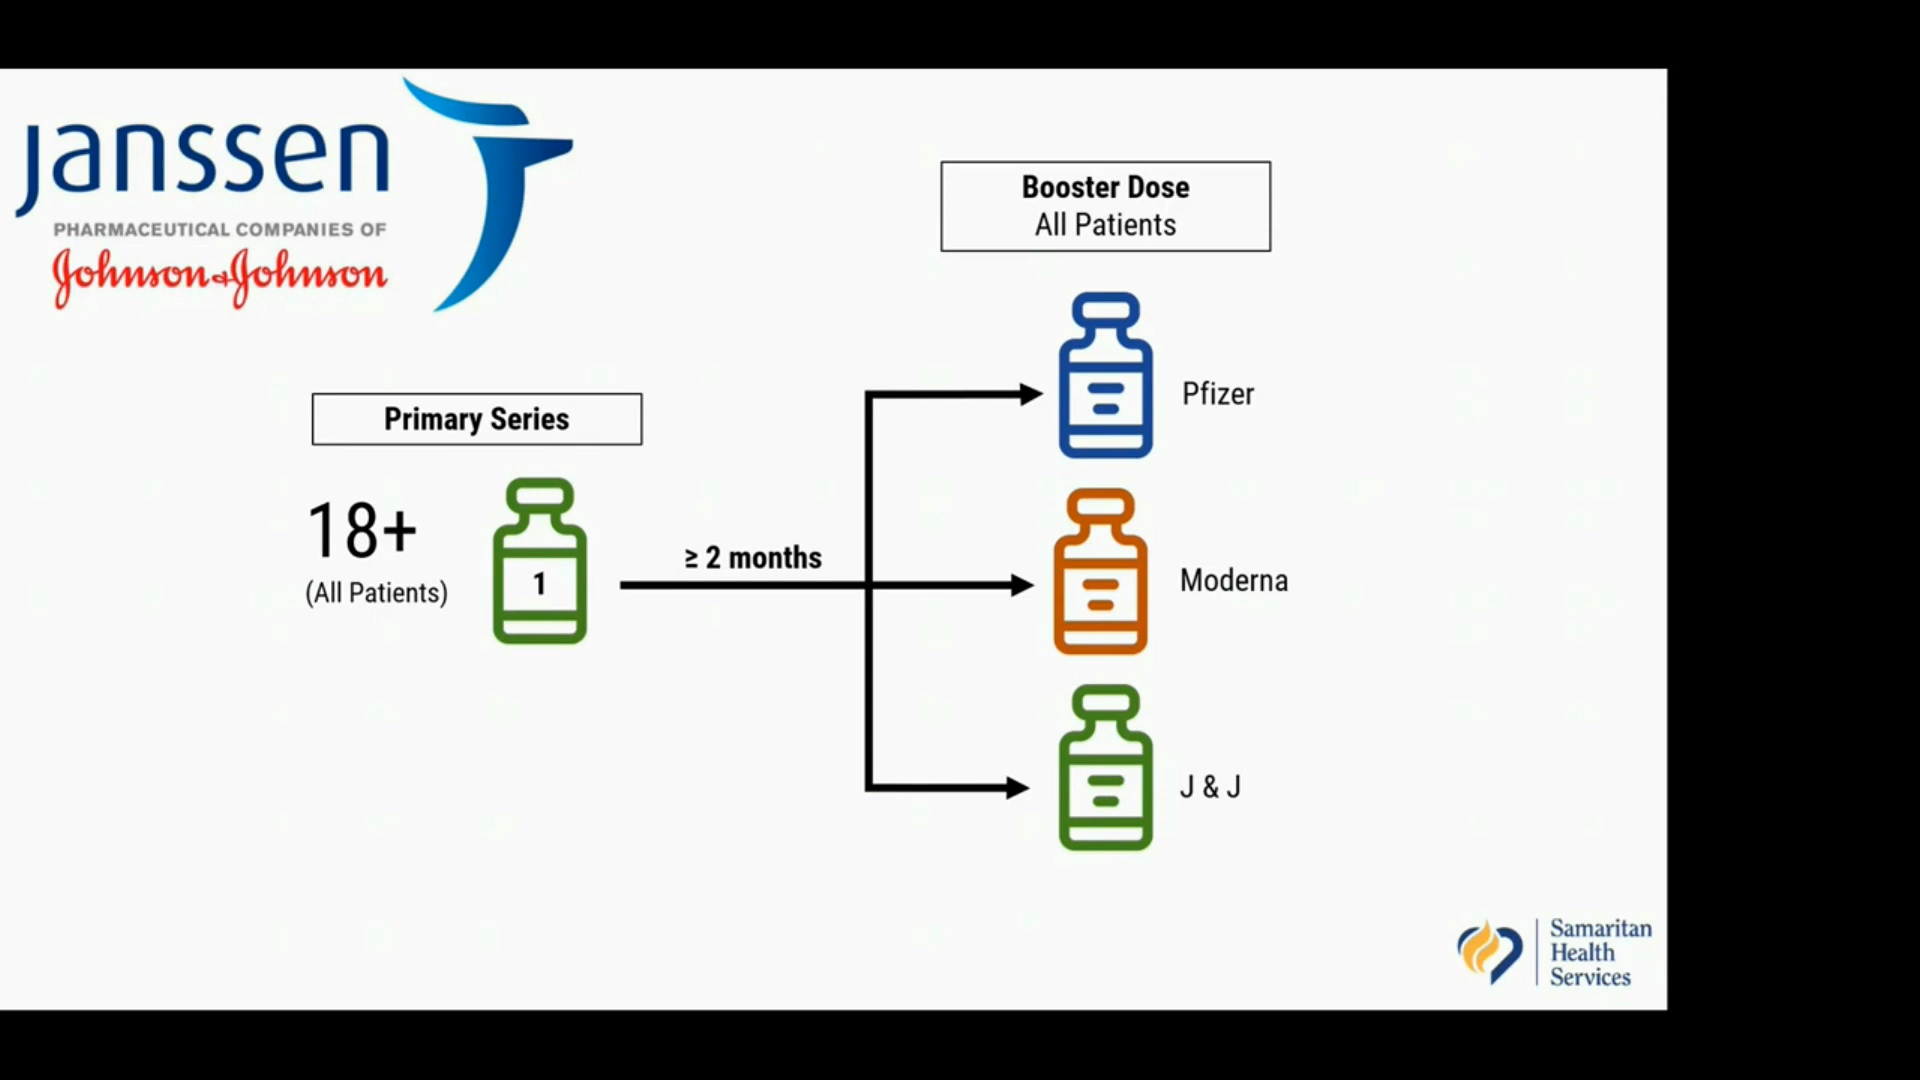 Janssen
PHARMACEUTICAL COMPANIES OF
Johnson & Johnson
Booster Dose
All Patients
Pfizer
Primary Series
18+
(All Patients)
1
≥ 2 months
Moderna
J & J
Samaritan
Health
Services